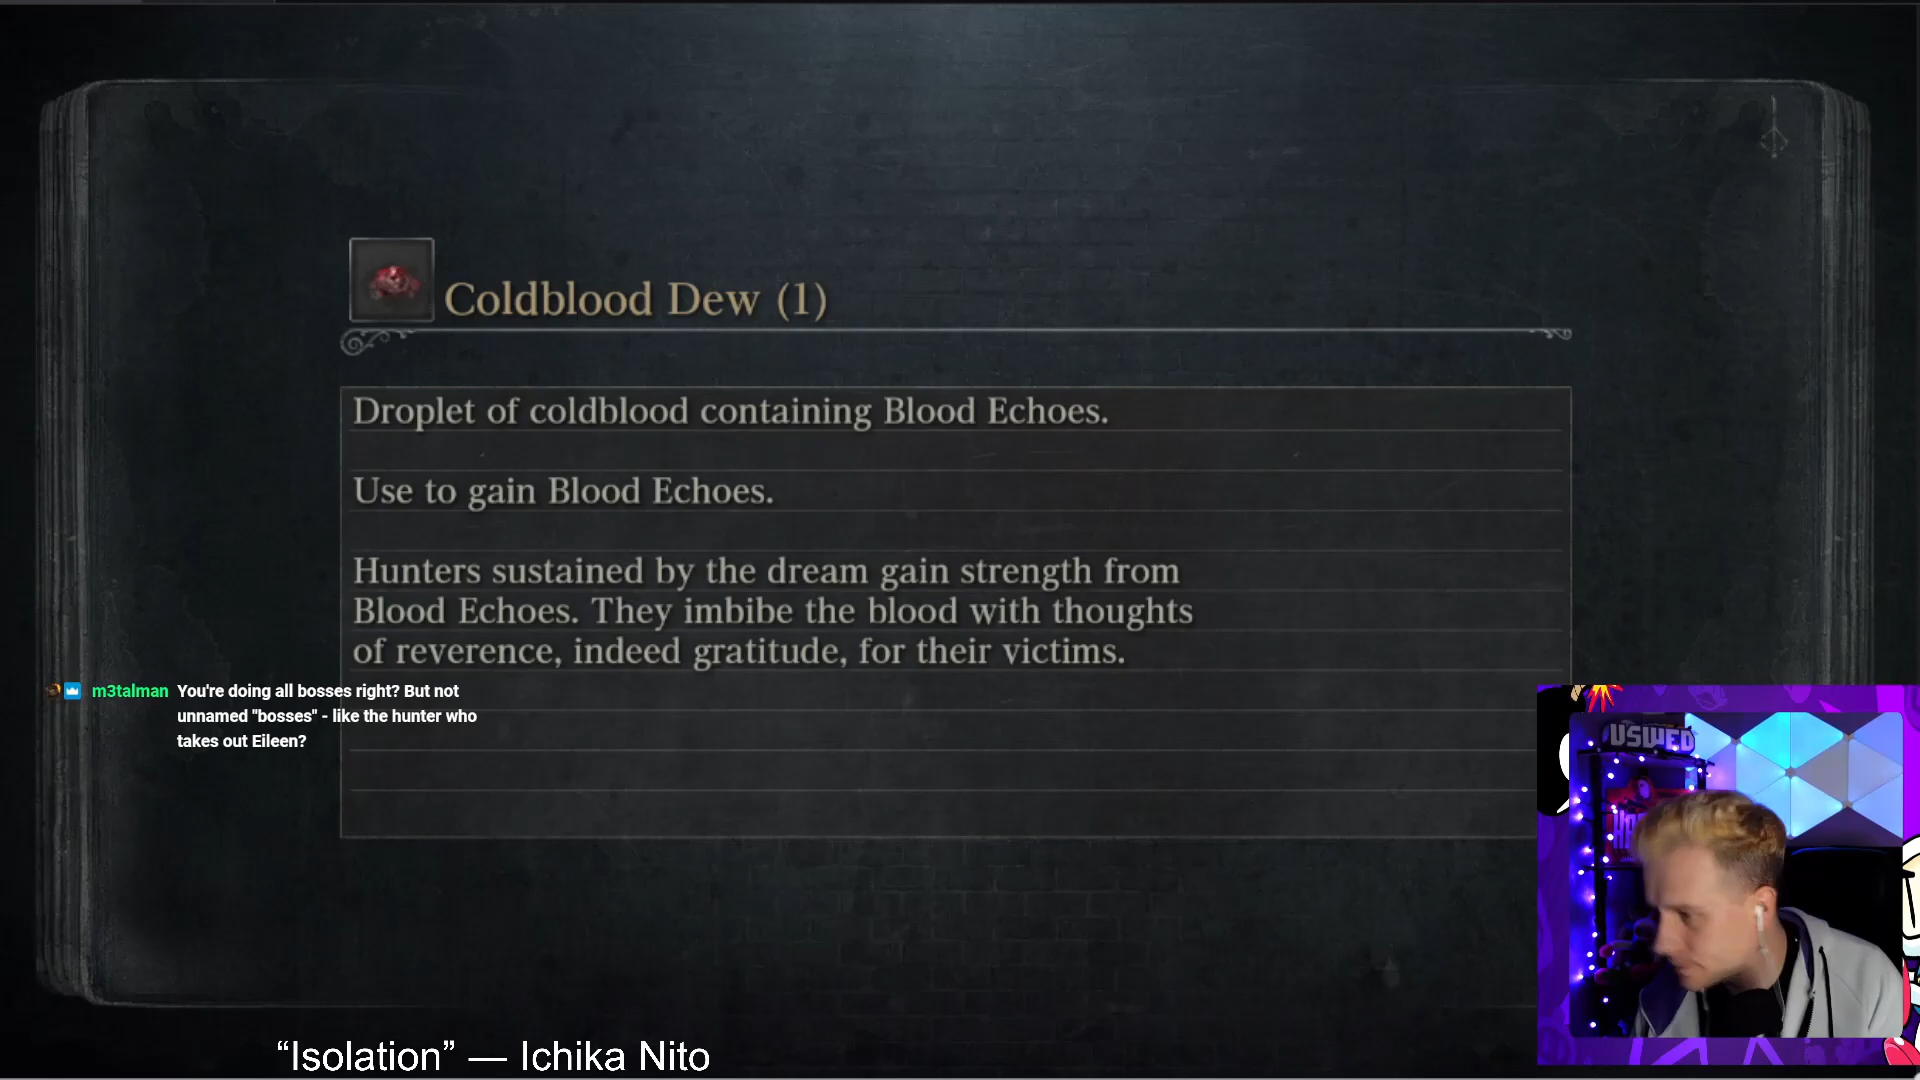 Coldblood Dew (1)
Droplet of coldblood containing Blood Echoes.
Use to gain Blood Echoes.
Hunters sustained by the dream gain strength from
Blood Echoes. They imbibe the blood with thoughts
of reverence, indeed gratitude, for their victims.
m3talman You're doing all bosses right? But not
unnamed "bosses" - like the hunter who
takes out Eileen?
USWED
“Isolation” — Ichika Nito